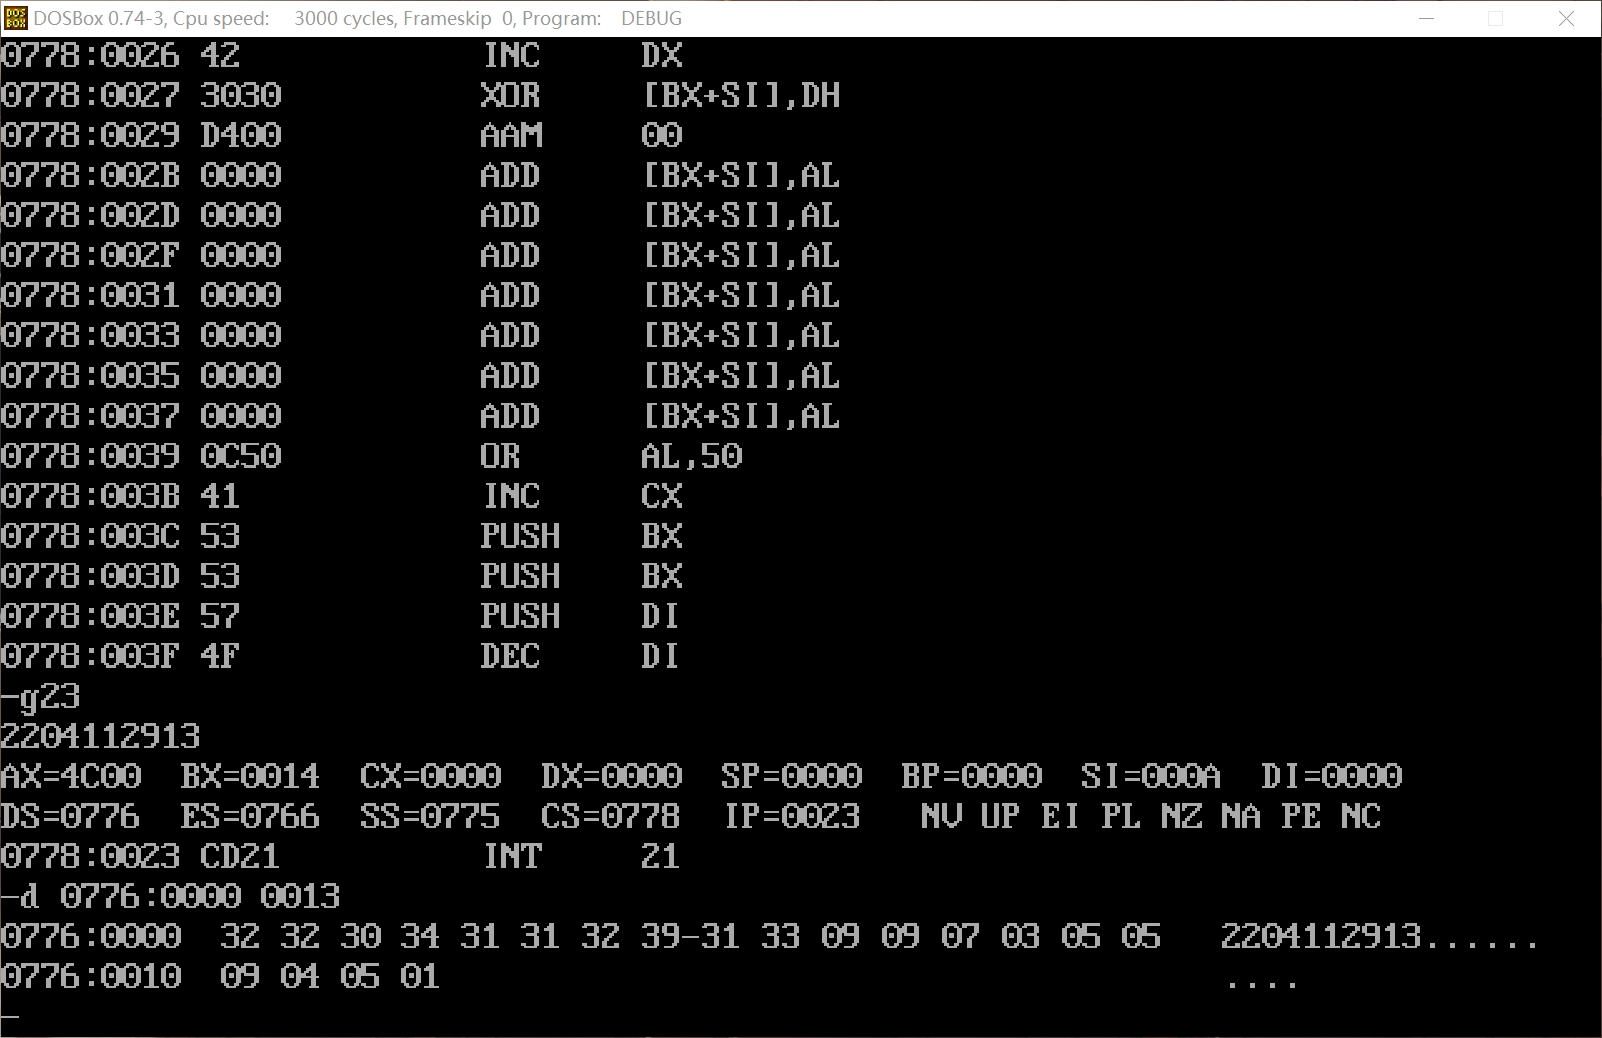 DOSBox 0.74-3, Cpu speed: 3000 cycles, Frameskip 0, Program: DEBUG
0778:0026 42 INC DX
0778:0027 3030 XOR [BX+SI],DH
0778:0029 D400 AAM 00
0778:002B 0000 ADD [BX+SI],AL
0778:002D 0000 ADD [BX+SI],AL
0778:002F 0000 ADD [BX+SI],AL
0778:0031 0000 ADD [BX+SI],AL
0778:0033 0000 ADD [BX+SI],AL
0778:0035 0000 ADD [BX+SI],AL
0778:0037 0000 ADD [BX+SI],AL
0778:0039 0C50 OR AL,50
0778:003B 41 INC CX
0778:003C 53 PUSH BX
0778:003D 53 PUSH BX
0778:003E 57 PUSH DI
0778:003F 4F DEC DI
-g23
2204112913
AX=4C00 BX=0014 CX=0000 DX=0000 SP=0000 BP=0000 SI=000A DI=0000
DS=0776 ES=0766 SS=0775 CS=0778 IP=0023 NV UP EI PL NZ NA PE NC
0778:0023 CD21 INT 21
-d 0776:0000 0013
0776:0000 32 32 30 34 31 31 32 39-31 33 09 09 07 03 05 05 2204112913......
0776:0010 09 04 05 01 ....
_